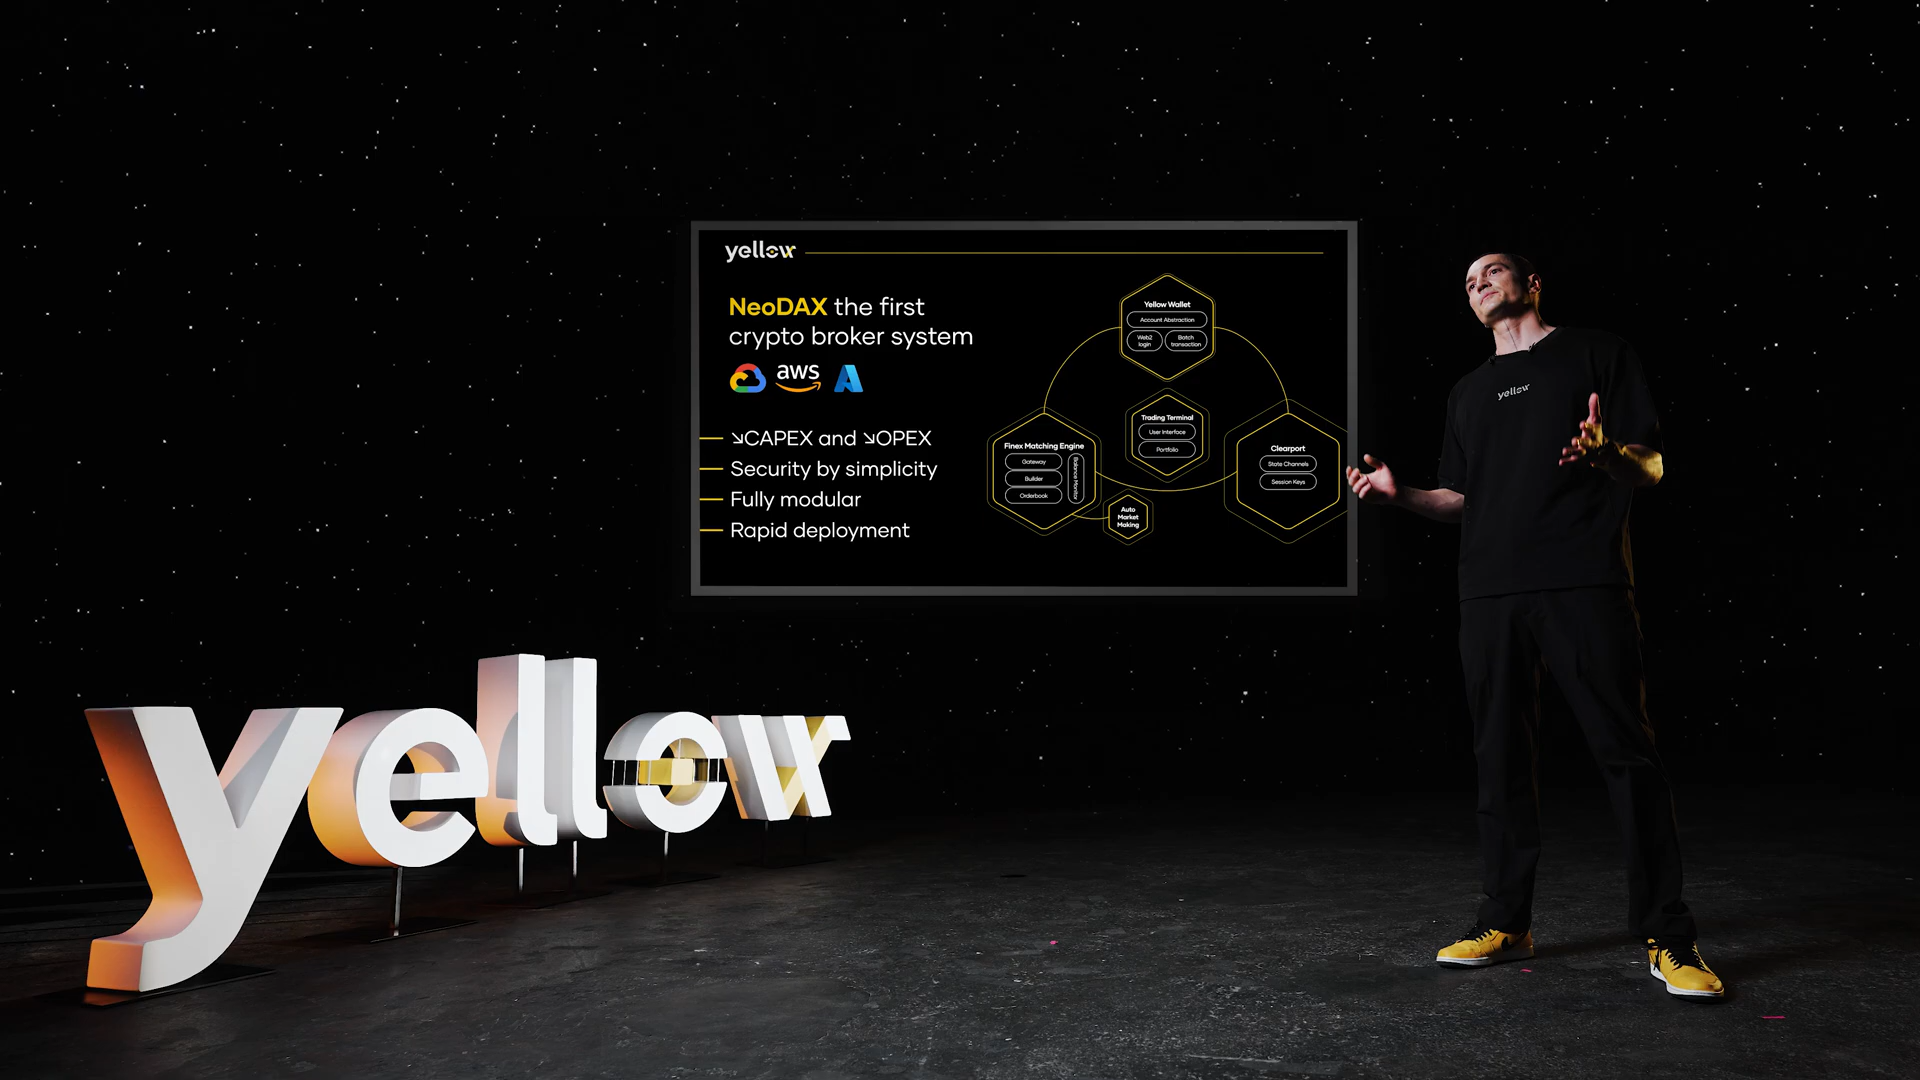 yellow
NeoDAX the first
crypto broker system
aws
↘CAPEX and ↘OPEX
Security by simplicity
Fully modular
Rapid deployment
Yellow Wallet
Account Abstraction
Web2
login
Batch
transaction
Trading Terminal
User Interface
Portfolio
Finex Matching Engine
Gateway
Builder
Orderbook
Balance Monitor
Auto
Market
Making
Clearport
State Channels
Session Keys
yellow
yellow